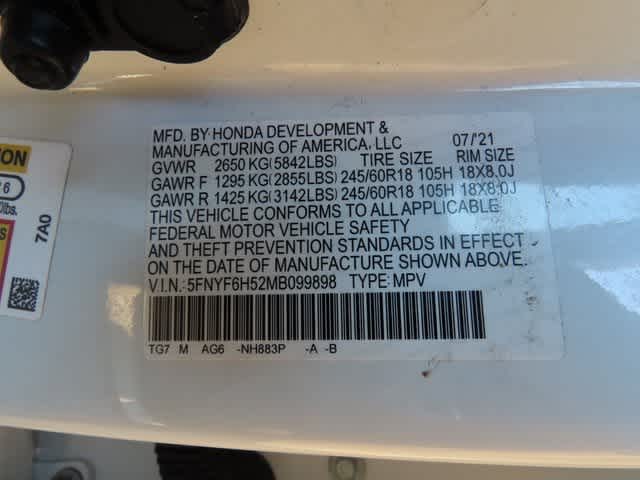 MFD. BY HONDA DEVELOPMENT &
MANUFACTURING OF AMERICA, LLC 07/21
GVWR 2650 KG(5842LBS) TIRE SIZE RIM SIZE
GAWR F 1295 KG(2855LBS) 245/60R18 105H 18X8.0J
GAWR R 1425 KG(3142LBS) 245/60R18 105H 18X8.0J
THIS VEHICLE CONFORMS TO ALL APPLICABLE
FEDERAL MOTOR VEHICLE SAFETY
AND THEFT PREVENTION STANDARDS IN EFFECT
ON THE DATE OF MANUFACTURE SHOWN ABOVE.
V.I.N.: 5FNYF6H52MB099898 TYPE: MPV
TG7 M AG6 -NH883P -A -B
7A0